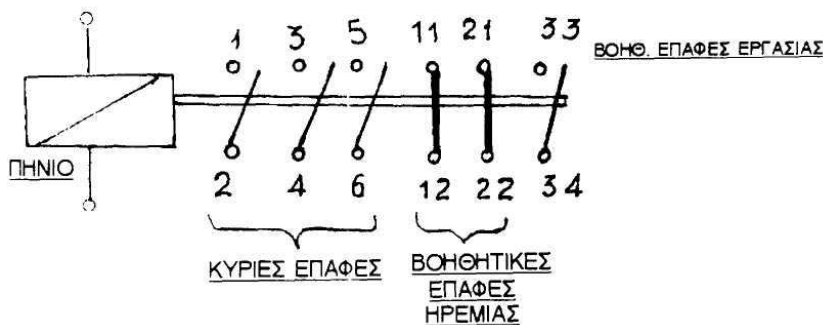 1 3 5 11 21 33 ΒΟΗΘ. ΕΠΑΦΕΣ ΕΡΓΑΣΙΑΣ
ΠΗΝΙΟ
2 4 6 12 22 34
ΚΥΡΙΕΣ ΕΠΑΦΕΣ
ΒΟΗΘΗΤΙΚΕΣ
ΕΠΑΦΕΣ
ΗΡΕΜΙΑΣ